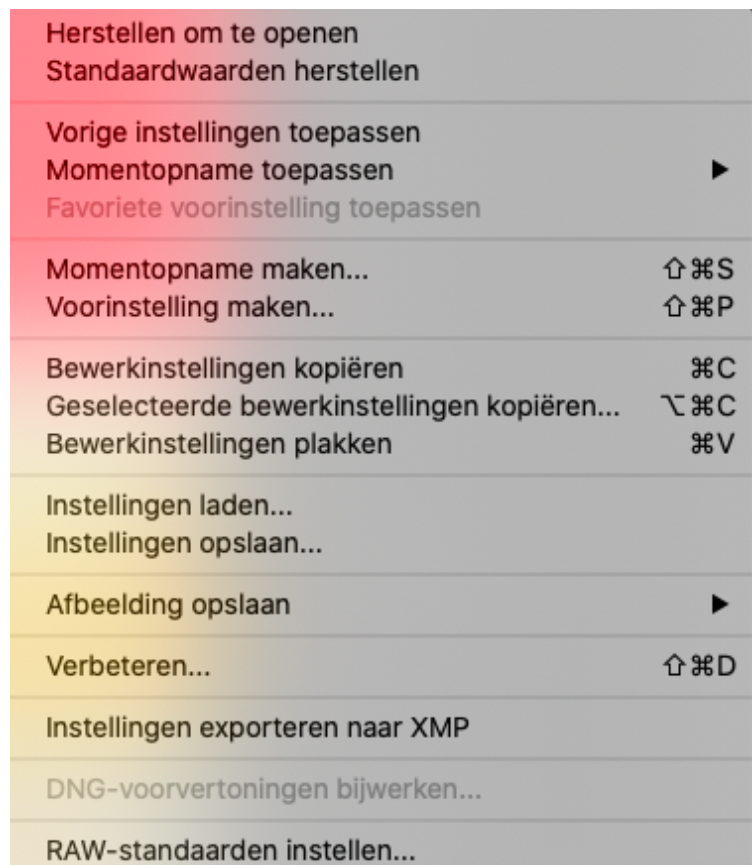 Herstellen om te openen
Standaardwaarden herstellen
Vorige instellingen toepassen
Momentopname toepassen ▶
Favoriete voorinstelling toepassen
Momentopname maken... ⇧⌘S
Voorinstelling maken... ⇧⌘P
Bewerkinstellingen kopiëren ⌘C
Geselecteerde bewerkinstellingen kopiëren... ⌥⌘C
Bewerkinstellingen plakken ⌘V
Instellingen laden...
Instellingen opslaan...
Afbeelding opslaan ▶
Verbeteren... ⇧⌘D
Instellingen exporteren naar XMP
DNG-voorvertoningen bijwerken...
RAW-standaarden instellen...